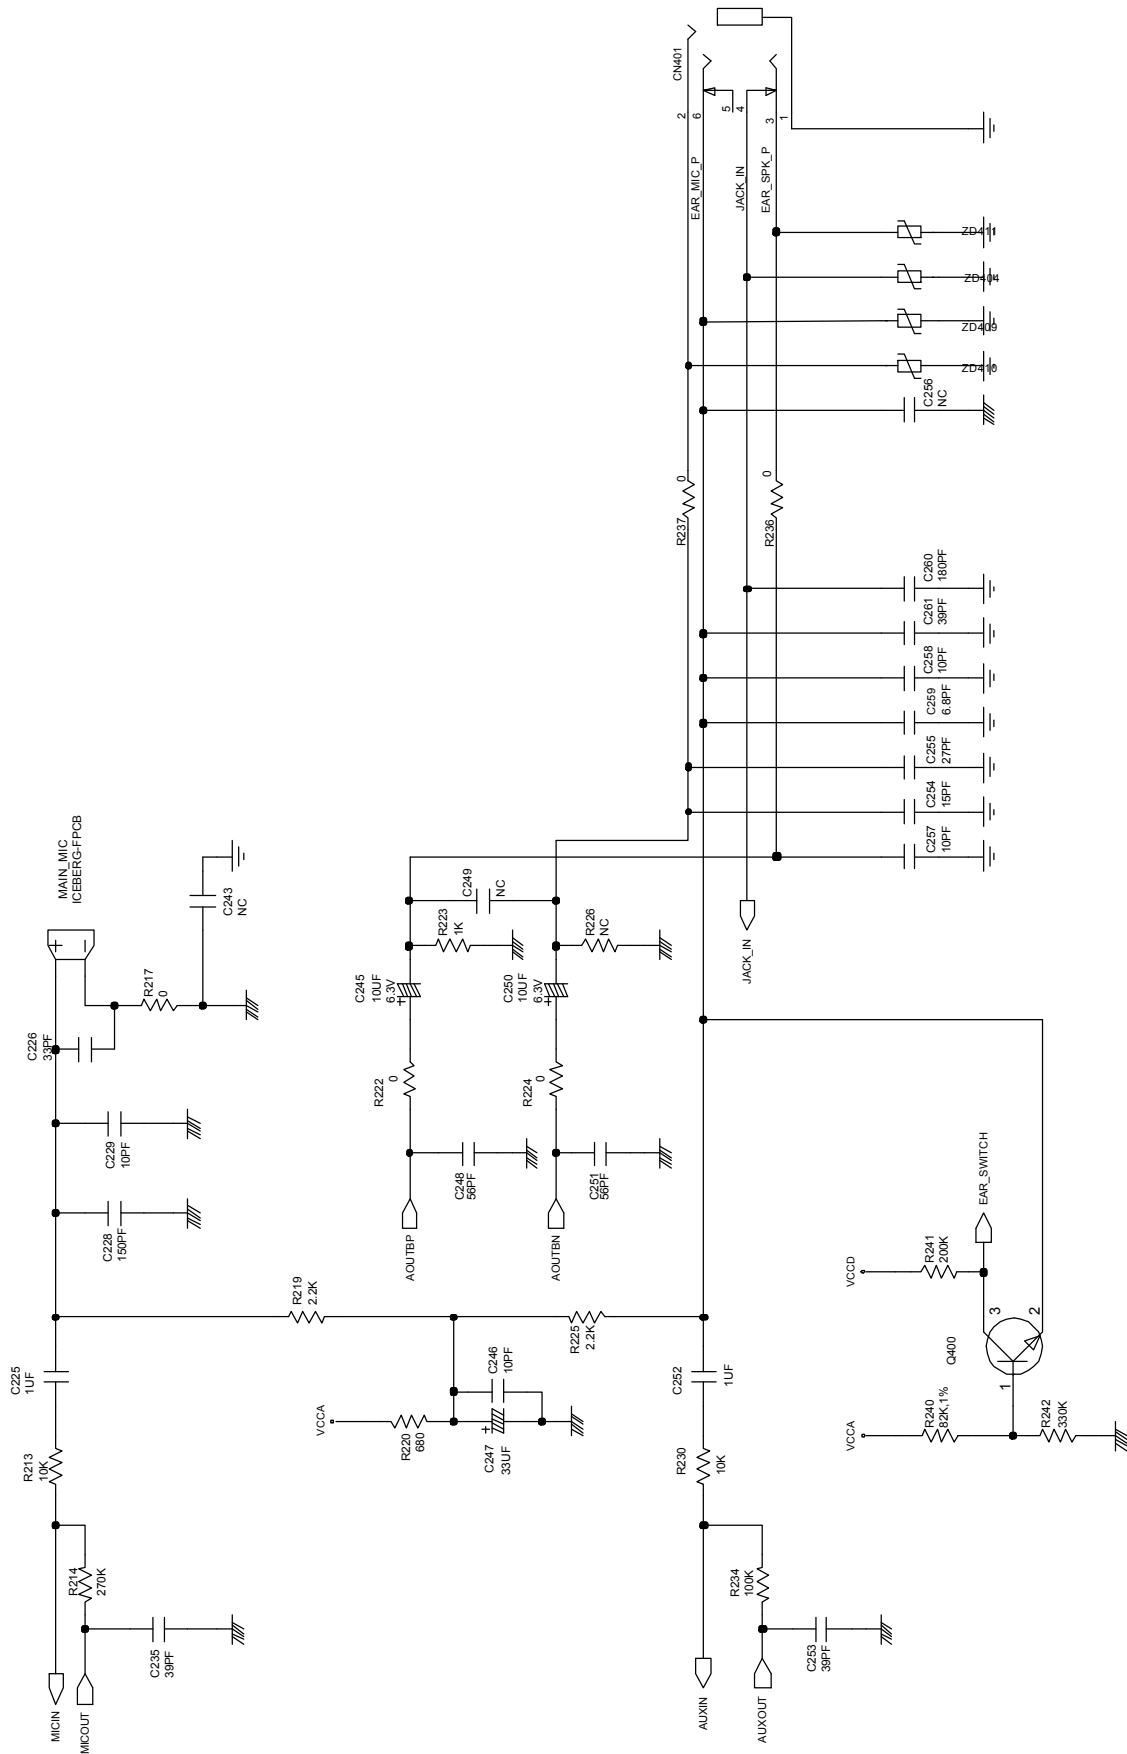 CN401
2
6
5
4
3
1
EAR_MIC_P
JACK_IN
EAR_SPK_P
ZD411
ZD404
ZD409
ZD410
C256
NC
R237
0
R236
0
C260
180PF
C261
39PF
C258
10PF
C259
6.8PF
C255
27PF
C254
15PF
C257
10PF
MAIN_MIC
ICEBERG-FPCB
+
−
C243
NC
R217
0
C226
33PF
C249
NC
R223
1K
R226
NC
C245
10UF
6.3V
+
C250
10UF
6.3V
+
JACK_IN
R222
0
R224
0
C229
10PF
C228
150PF
C248
56PF
C251
56PF
AOUTBP
AOUTBN
EAR_SWITCH
R241
200K
VCCD
R219
2.2K
R225
2.2K
3
2
1
Q400
C225
1UF
C246
10PF
C252
1UF
VCCA
R220
680
+
C247
33UF
VCCA
R240
82K,1%
R242
330K
R213
10K
R230
10K
R214
270K
R234
100K
C235
39PF
C253
39PF
MICIN
MICOUT
AUXIN
AUXOUT